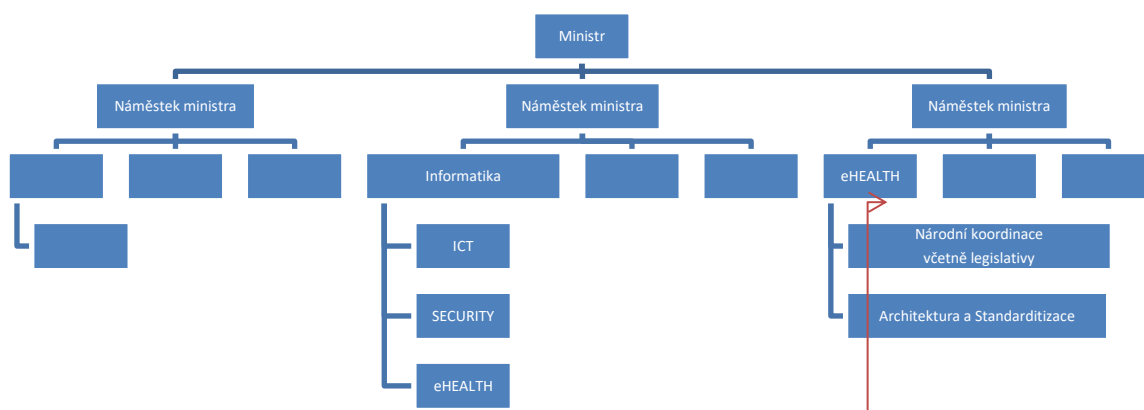 Ministr
Náměstek ministra
Náměstek ministra
Náměstek ministra
Informatika
eHEALTH
ICT
Národní koordinace
včetně legislativy
SECURITY
Architektura a Standarditizace
eHEALTH